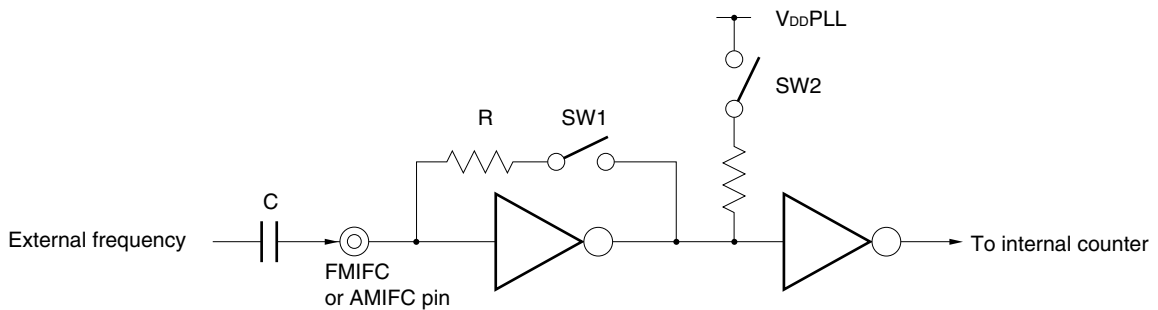 VDDPLL
SW2
R
SW1
C
External frequency
FMIFC
or AMIFC pin
To internal counter